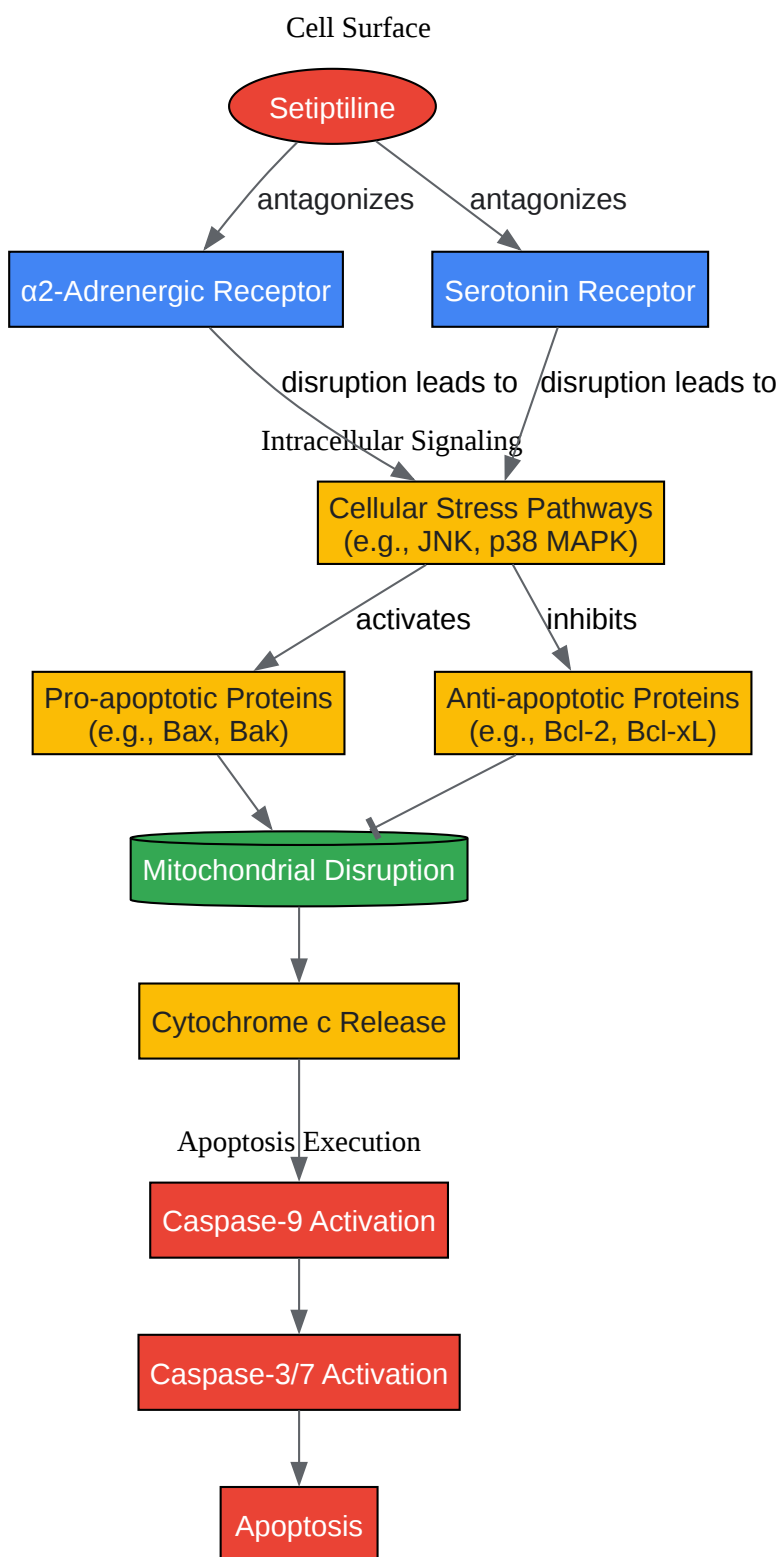 Cell Surface
Setiptiline
antagonizes
antagonizes
α2-Adrenergic Receptor
Serotonin Receptor
disruption leads to
disruption leads to
Intracellular Signaling
Cellular Stress Pathways
(e.g., JNK, p38 MAPK)
activates
inhibits
Pro-apoptotic Proteins
(e.g., Bax, Bak)
Anti-apoptotic Proteins
(e.g., Bcl-2, Bcl-xL)
Mitochondrial Disruption
Cytochrome c Release
Apoptosis Execution
Caspase-9 Activation
Caspase-3/7 Activation
Apoptosis